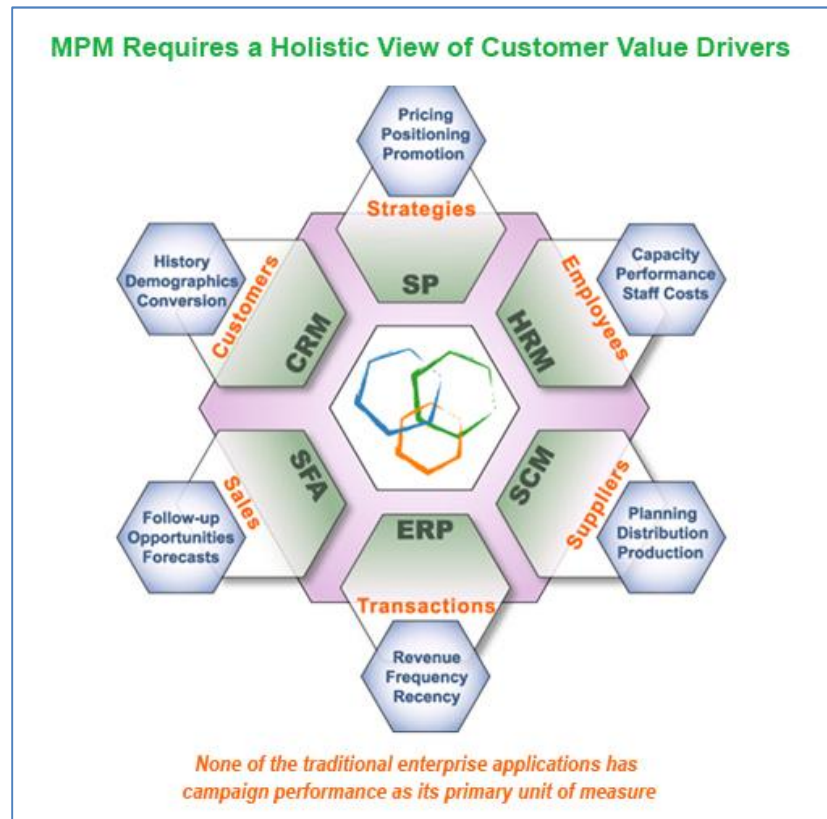 MPM Requires a Holistic View of Customer Value Drivers
Pricing
Positioning
Promotion
Strategies
SP
History
Demographics
Conversion
Customers
CRM
Capacity
Performance
Staff Costs
Employees
HRM
Follow-up
Opportunities
Forecasts
Sales
SFA
Planning
Distribution
Production
Suppliers
SCM
ERP
Transactions
Revenue
Frequency
Recency
None of the traditional enterprise applications has
campaign performance as its primary unit of measure